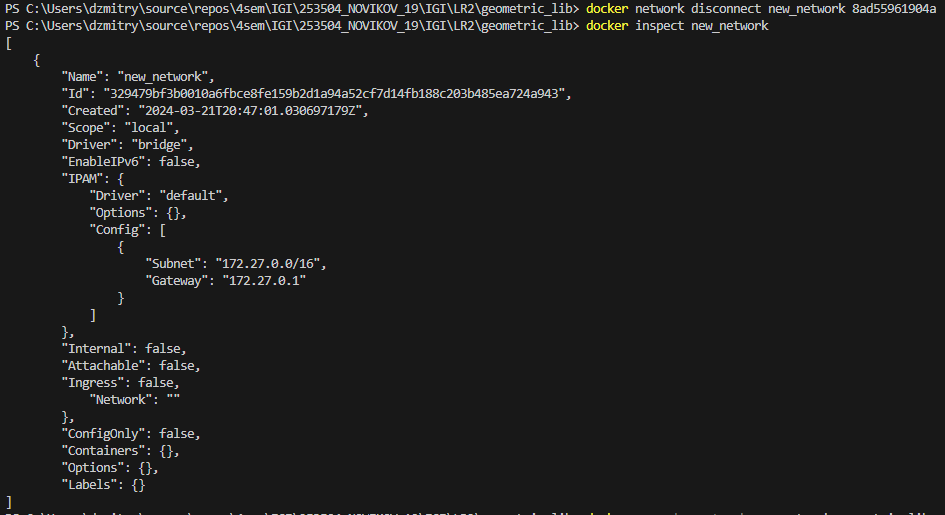 PS C:\Users\dzmitry\source\repos\4sem\IGI\253504_NOVIKOV_19\IGI\LR2\geometric_lib> docker network disconnect new_network 8ad55961904a
PS C:\Users\dzmitry\source\repos\4sem\IGI\253504_NOVIKOV_19\IGI\LR2\geometric_lib> docker inspect new_network
[
    {
        "Name": "new_network",
        "Id": "329479bf3b0010a6fbce8fe159b2d1a94a52cf7d14fb188c203b485ea724a943",
        "Created": "2024-03-21T20:47:01.030697179Z",
        "Scope": "local",
        "Driver": "bridge",
        "EnableIPv6": false,
        "IPAM": {
            "Driver": "default",
            "Options": {},
            "Config": [
                {
                    "Subnet": "172.27.0.0/16",
                    "Gateway": "172.27.0.1"
                }
            ]
        },
        "Internal": false,
        "Attachable": false,
        "Ingress": false,
            "Network": ""
        },
        "ConfigOnly": false,
        "Containers": {},
        "Options": {},
        "Labels": {}
]